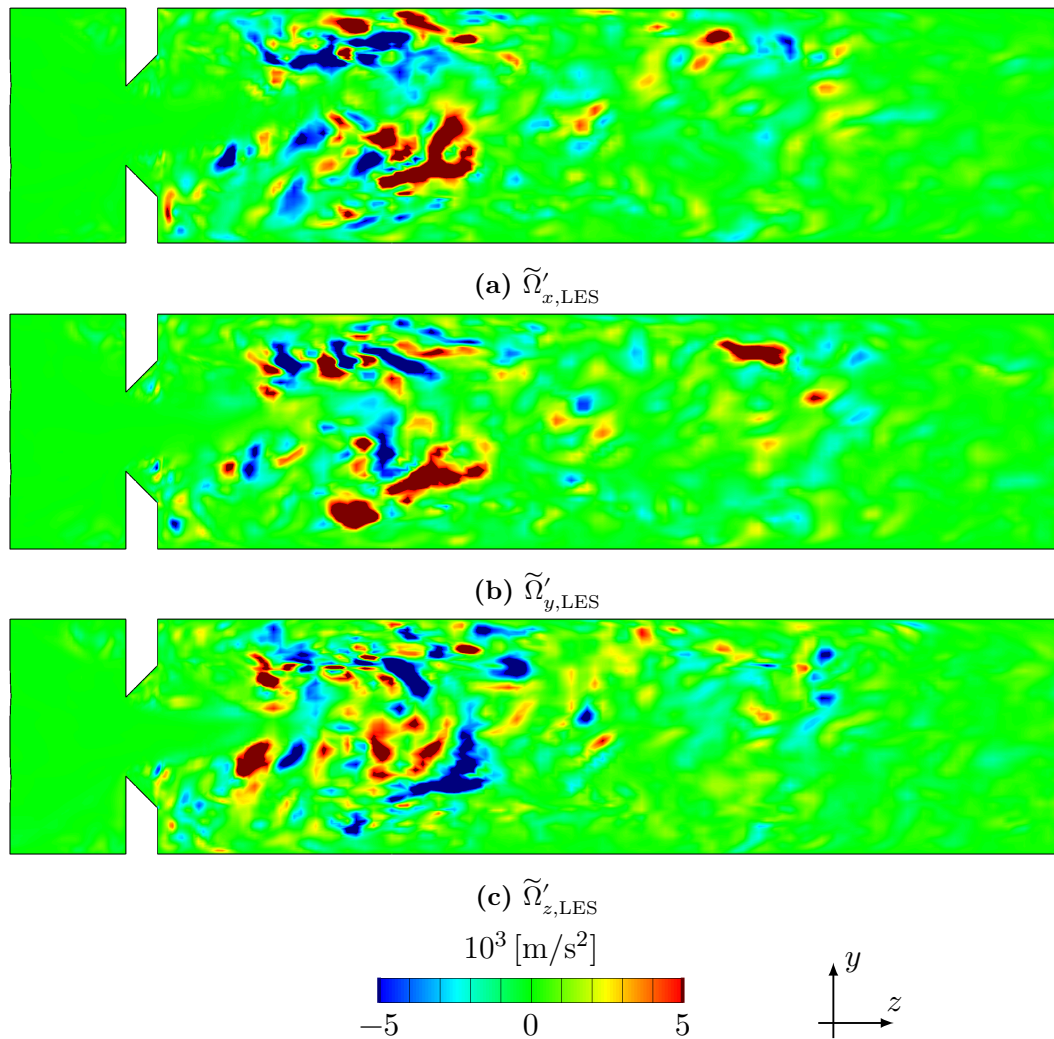 (a) Ω̃′x,LES
(b) Ω̃′y,LES
(c) Ω̃′z,LES
10³ [m/s²]
−5 0 5
y
z